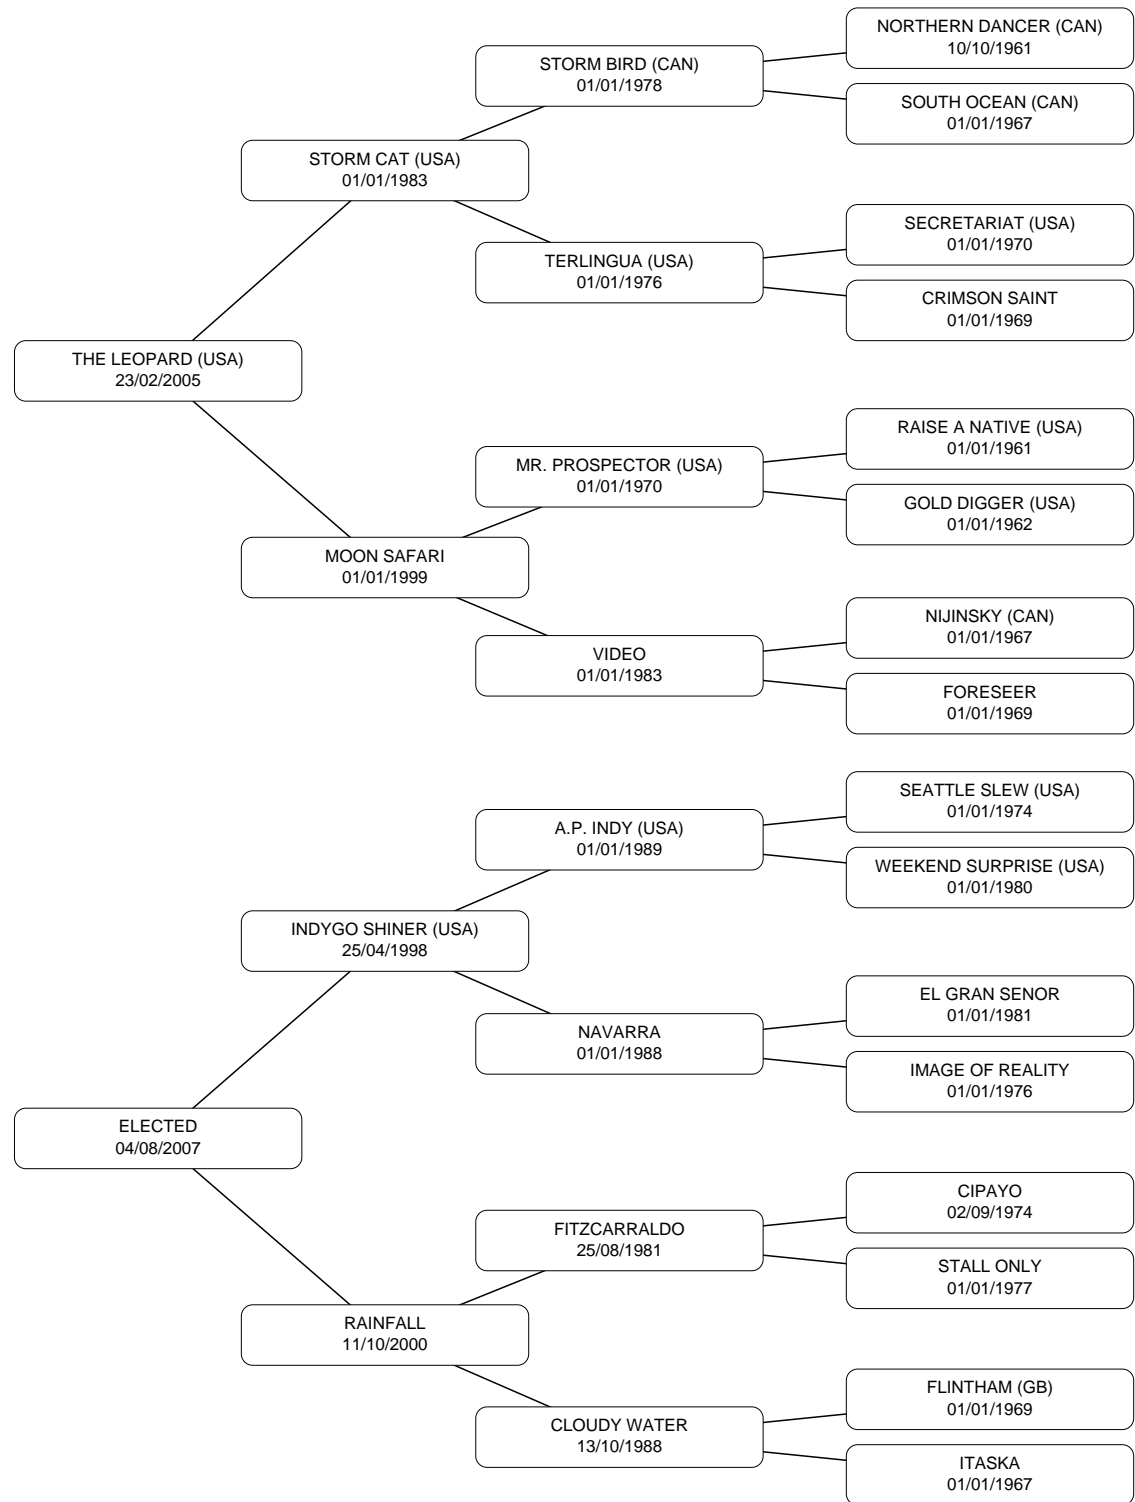 NORTHERN DANCER (CAN)
10/10/1961
STORM BIRD (CAN)
01/01/1978
SOUTH OCEAN (CAN)
01/01/1967
STORM CAT (USA)
01/01/1983
SECRETARIAT (USA)
01/01/1970
TERLINGUA (USA)
01/01/1976
CRIMSON SAINT
01/01/1969
THE LEOPARD (USA)
23/02/2005
RAISE A NATIVE (USA)
01/01/1961
MR. PROSPECTOR (USA)
01/01/1970
GOLD DIGGER (USA)
01/01/1962
MOON SAFARI
01/01/1999
NIJINSKY (CAN)
01/01/1967
VIDEO
01/01/1983
FORESEER
01/01/1969
SEATTLE SLEW (USA)
01/01/1974
A.P. INDY (USA)
01/01/1989
WEEKEND SURPRISE (USA)
01/01/1980
INDYGO SHINER (USA)
25/04/1998
EL GRAN SENOR
01/01/1981
NAVARRA
01/01/1988
IMAGE OF REALITY
01/01/1976
ELECTED
04/08/2007
CIPAYO
02/09/1974
FITZCARRALDO
25/08/1981
STALL ONLY
01/01/1977
RAINFALL
11/10/2000
FLINTHAM (GB)
01/01/1969
CLOUDY WATER
13/10/1988
ITASKA
01/01/1967